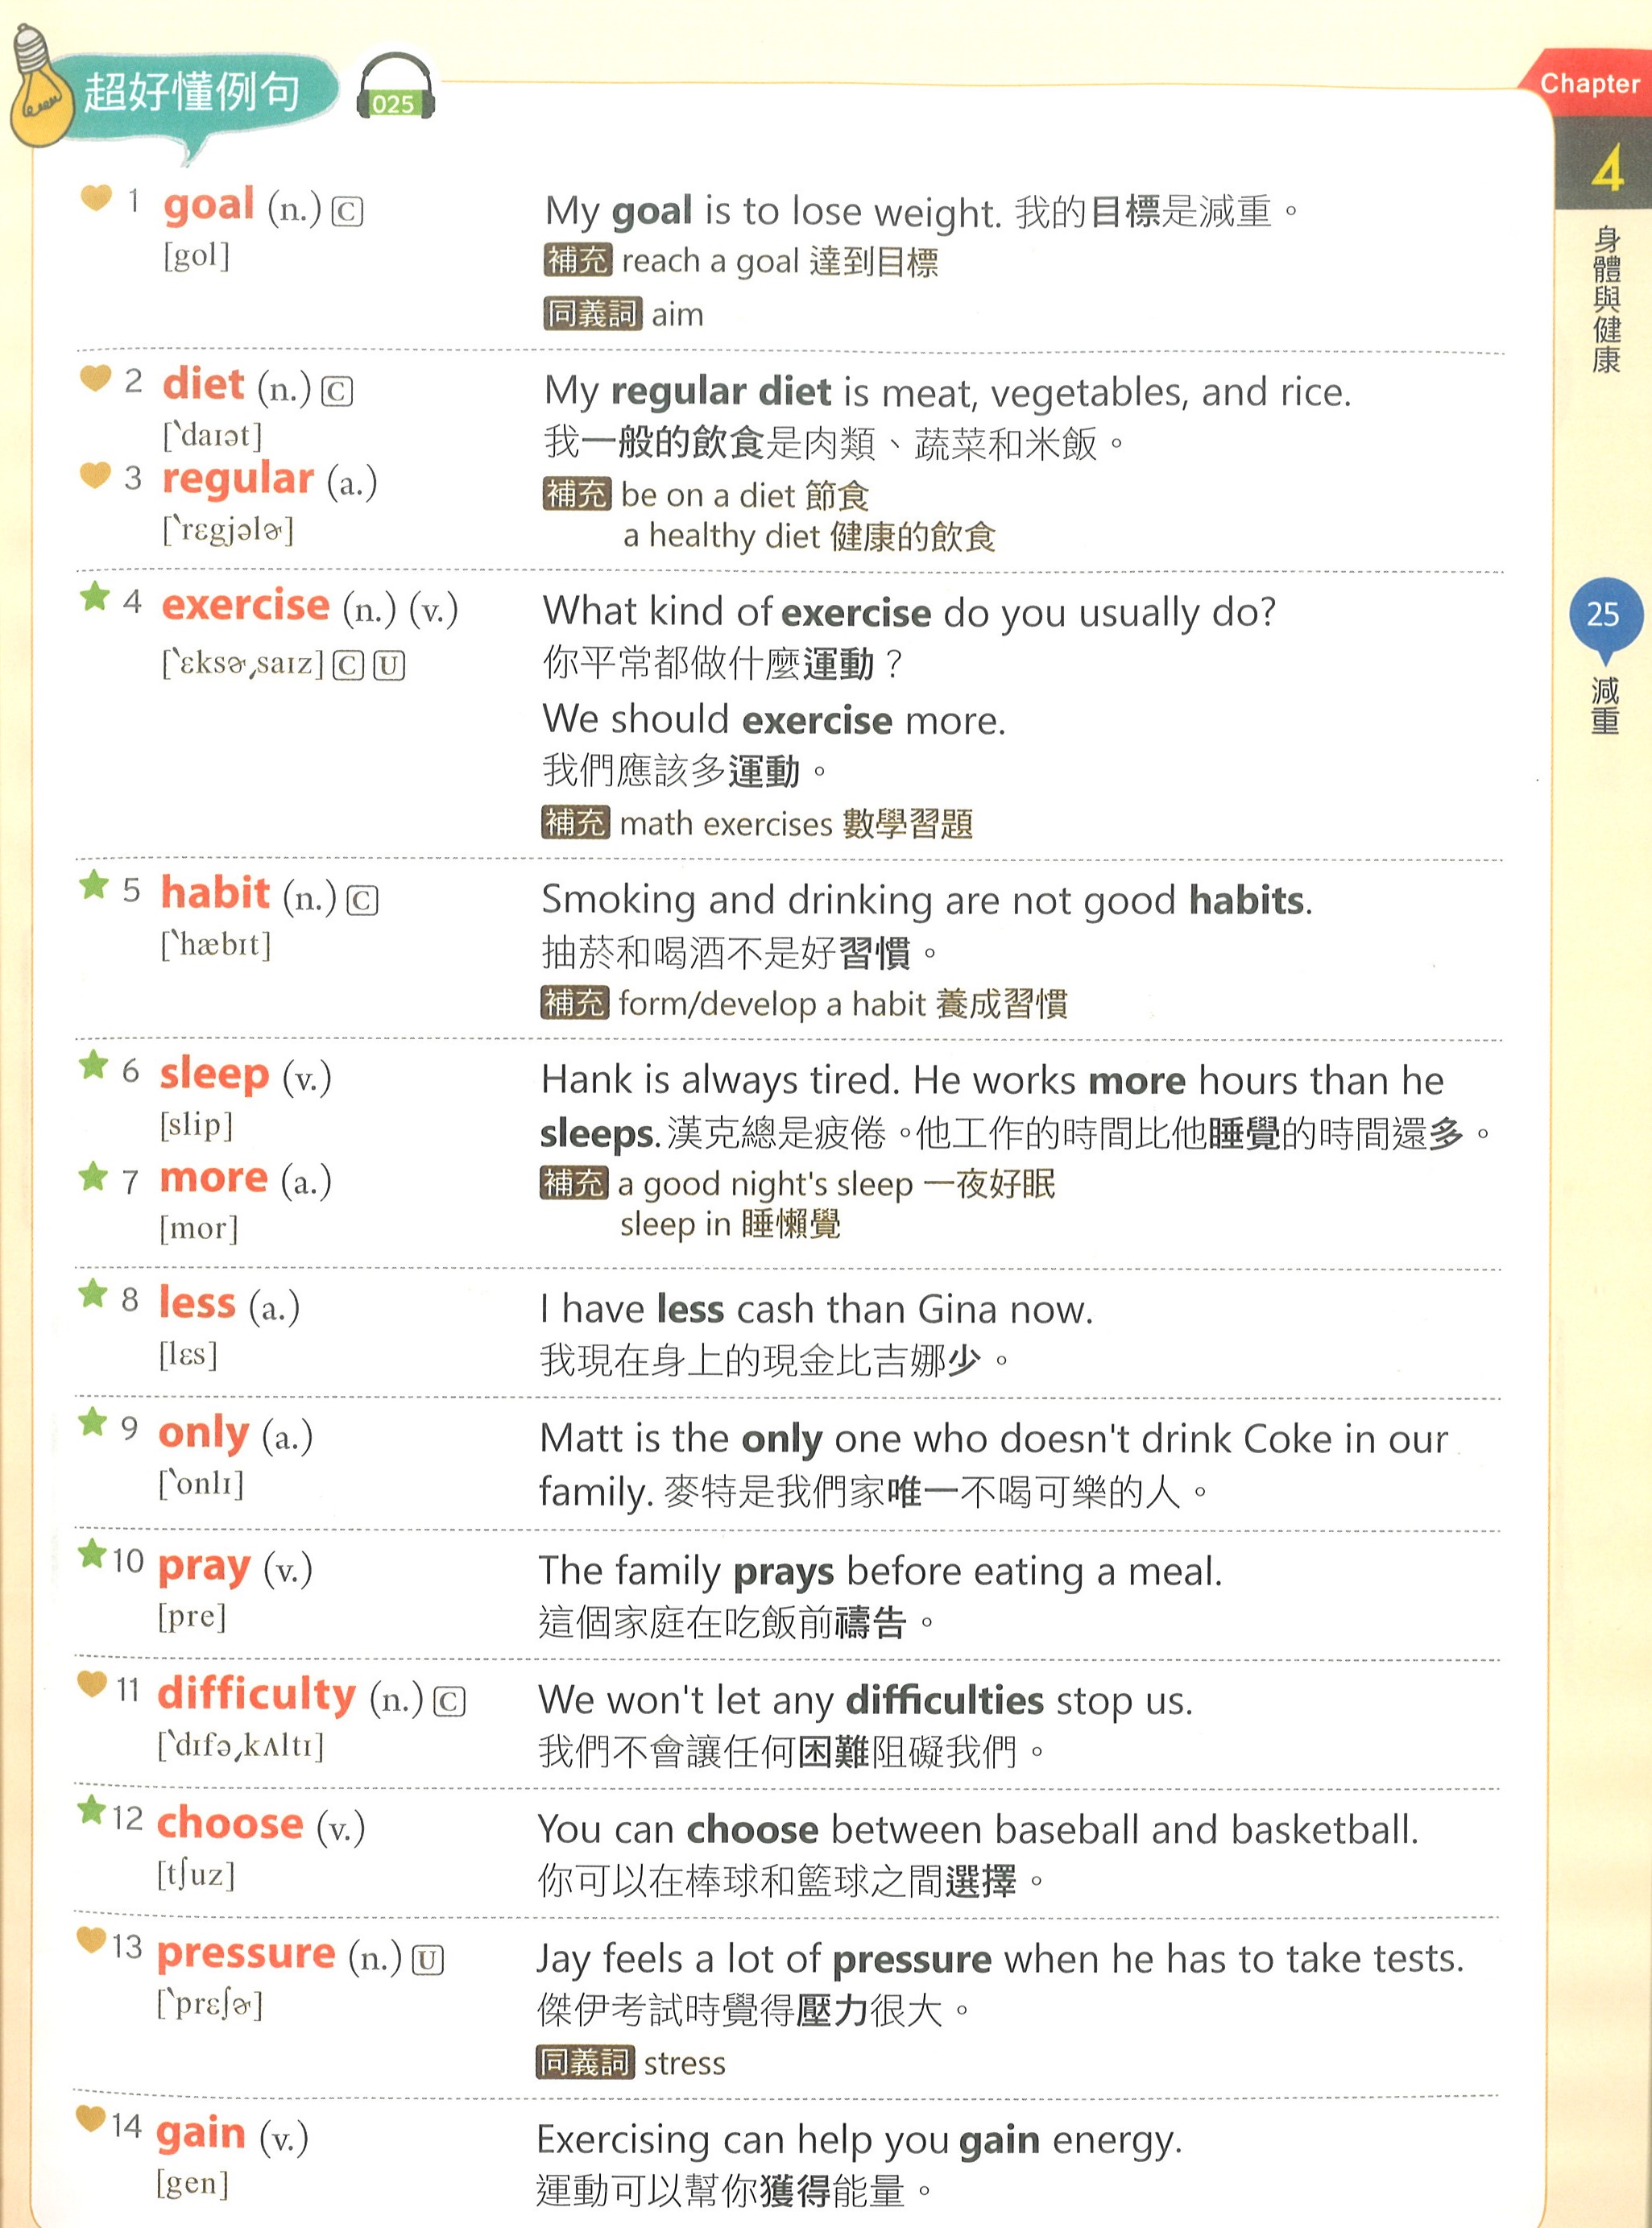 超好懂例句
025
Chapter
4
身體與健康
25
減重
1 goal (n.) C
[gol]
My goal is to lose weight. 我的目標是減重。
補充 reach a goal 達到目標
同義詞 aim
2 diet (n.) C
[ˋdaɪət]
3 regular (a.)
[ˋrɛgjəlɚ]
My regular diet is meat, vegetables, and rice.
我一般的飲食是肉類、蔬菜和米飯。
補充 be on a diet 節食
a healthy diet 健康的飲食
4 exercise (n.) (v.)
[ˋɛksɚˏsaɪz] C U
What kind of exercise do you usually do?
你平常都做什麼運動？
We should exercise more.
我們應該多運動。
補充 math exercises 數學習題
5 habit (n.) C
[ˋhæbɪt]
Smoking and drinking are not good habits.
抽菸和喝酒不是好習慣。
補充 form/develop a habit 養成習慣
6 sleep (v.)
[slip]
7 more (a.)
[mor]
Hank is always tired. He works more hours than he
sleeps. 漢克總是疲倦。他工作的時間比他睡覺的時間還多。
補充 a good night's sleep 一夜好眠
sleep in 睡懶覺
8 less (a.)
[lɛs]
I have less cash than Gina now.
我現在身上的現金比吉娜少。
9 only (a.)
[ˋonlɪ]
Matt is the only one who doesn't drink Coke in our
family. 麥特是我們家唯一不喝可樂的人。
10 pray (v.)
[pre]
The family prays before eating a meal.
這個家庭在吃飯前禱告。
11 difficulty (n.) C
[ˋdɪfəˏkʌltɪ]
We won't let any difficulties stop us.
我們不會讓任何困難阻礙我們。
12 choose (v.)
[tʃuz]
You can choose between baseball and basketball.
你可以在棒球和籃球之間選擇。
13 pressure (n.) U
[ˋprɛʃɚ]
Jay feels a lot of pressure when he has to take tests.
傑伊考試時覺得壓力很大。
同義詞 stress
14 gain (v.)
[gen]
Exercising can help you gain energy.
運動可以幫你獲得能量。